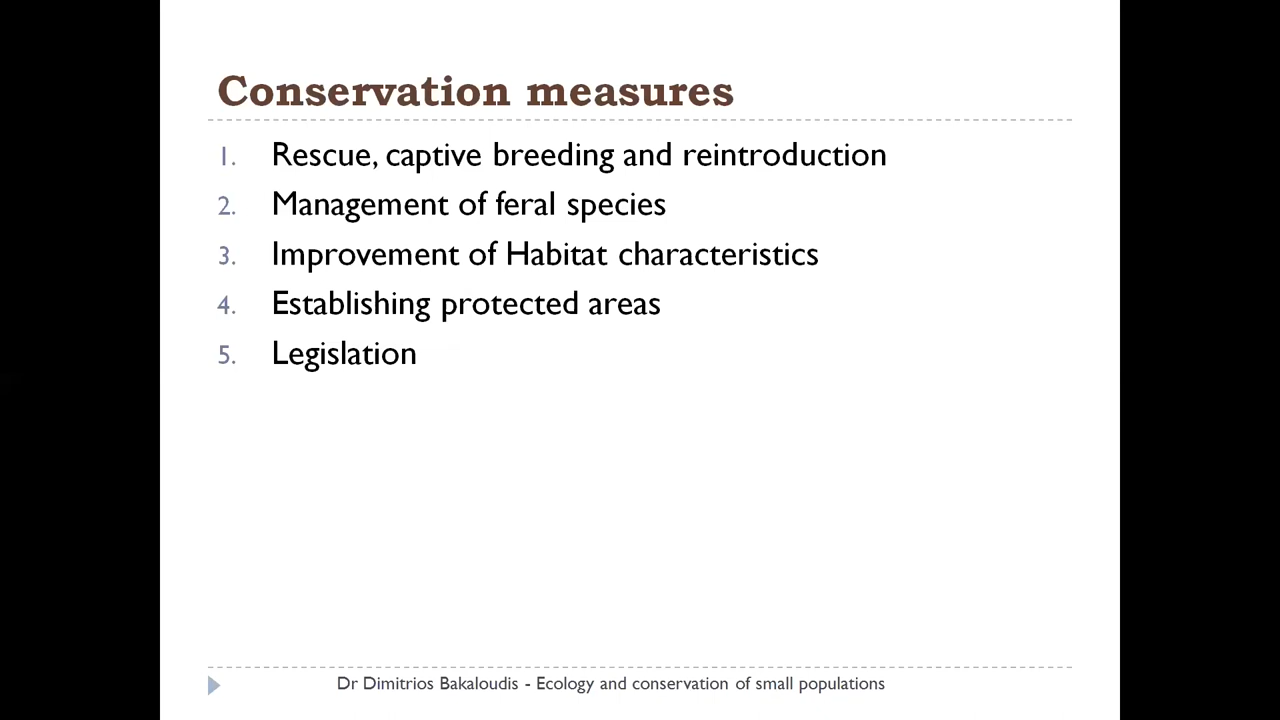 Conservation measures
1. Rescue, captive breeding and reintroduction
2. Management of feral species
3. Improvement of Habitat characteristics
4. Establishing protected areas
5. Legislation
Dr Dimitrios Bakaloudis - Ecology and conservation of small populations